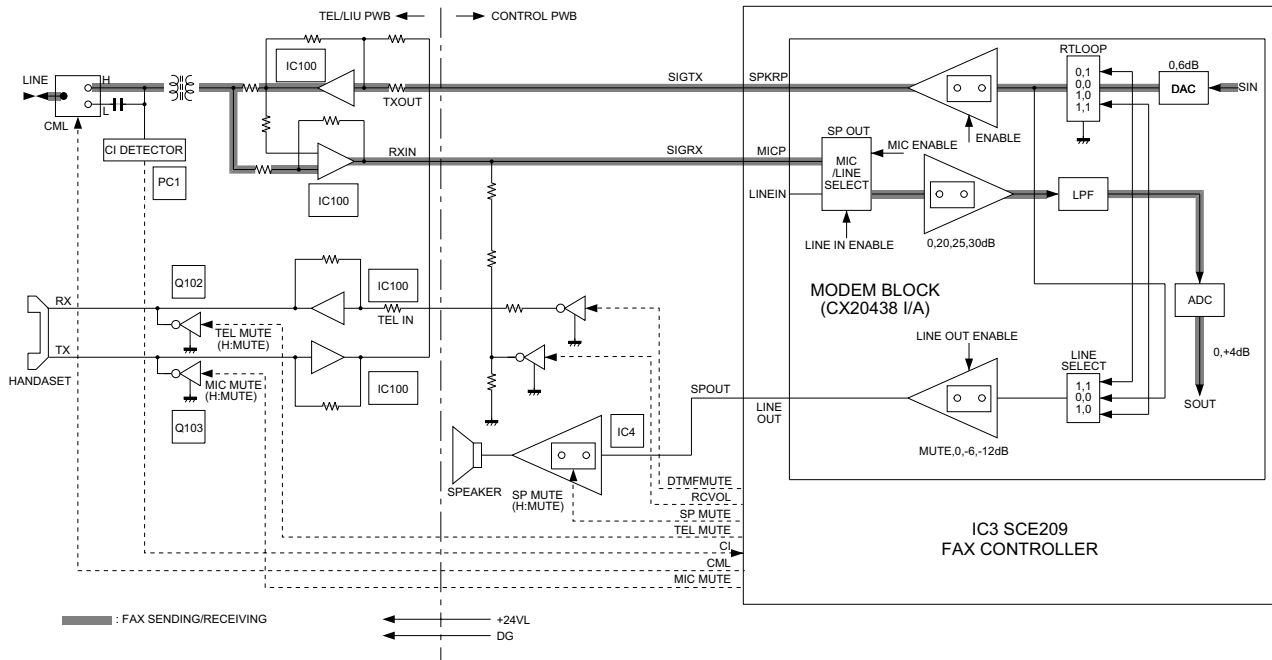 TEL/LIU PWB
CONTROL PWB
LINE
H
L
CML
IC100
TXOUT
SIGTX
SPKRP
RTLOOP
0,1
0,0
1,0
1,1
0,6dB
DAC
SIN
ENABLE
CI DETECTOR
PC1
RXIN
IC100
SIGRX
MICP
SP OUT
MIC
/LINE
SELECT
MIC ENABLE
LINEIN
LINE IN ENABLE
0,20,25,30dB
LPF
MODEM BLOCK
(CX20438 I/A)
ADC
0,+4dB
SOUT
Q102
RX
TEL MUTE
(H:MUTE)
IC100
TEL IN
TX
HANDASET
MIC MUTE
(H:MUTE)
Q103
IC100
LINE OUT ENABLE
LINE
SELECT
1,1
0,0
1,0
SPOUT
LINE
OUT
MUTE,0,-6,-12dB
IC4
SPEAKER
SP MUTE
(H:MUTE)
DTMFMUTE
RCVOL
SP MUTE
TEL MUTE
CI
CML
MIC MUTE
IC3 SCE209
FAX CONTROLLER
: FAX SENDING/RECEIVING
+24VL
DG